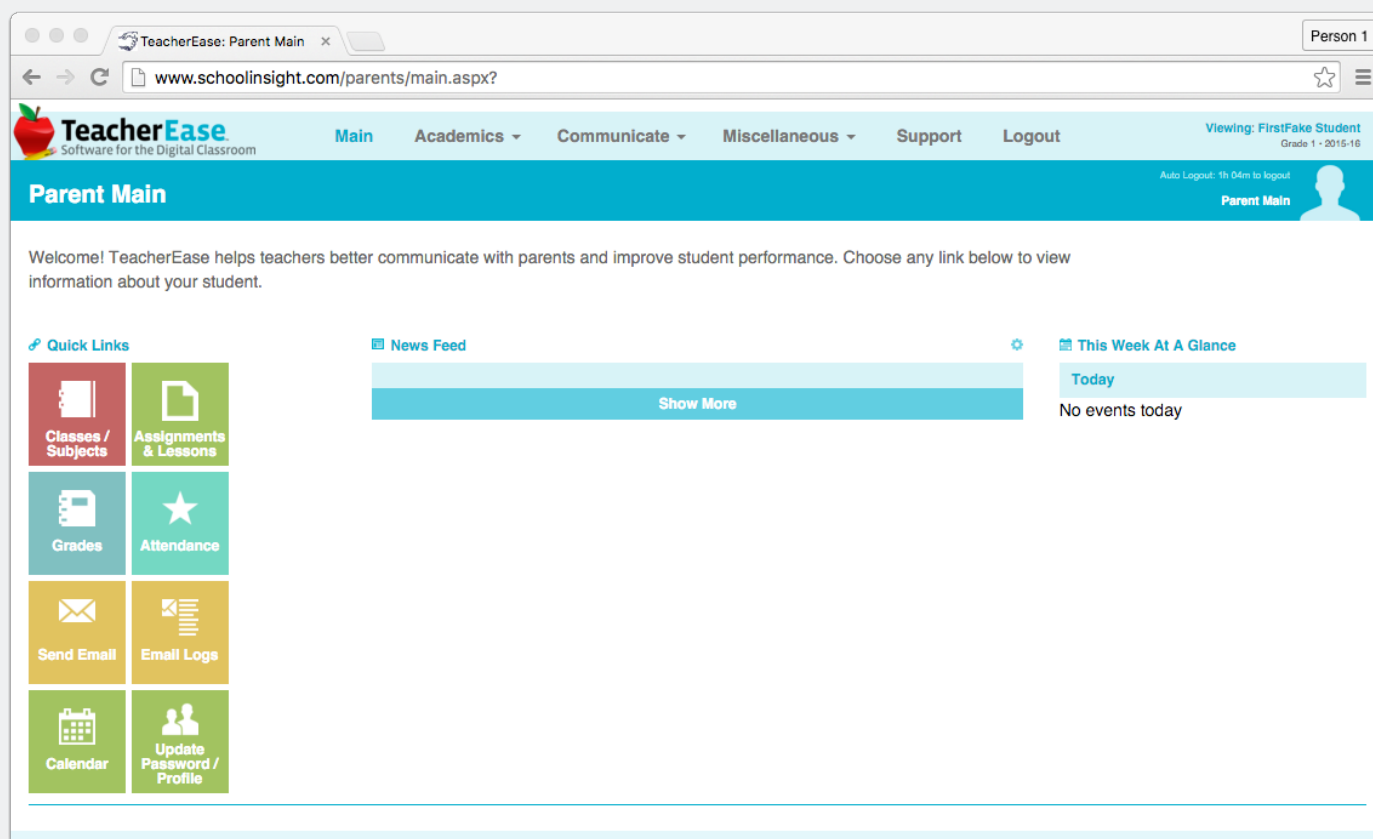 TeacherEase: Parent Main
Person 1
www.schoolinsight.com/parents/main.aspx?
TeacherEase
Software for the Digital Classroom
Main Academics Communicate Miscellaneous Support Logout
Viewing: FirstFake Student
Grade 1 • 2015-16
Parent Main
Auto Logout: 1h 04m to logout
Parent Main
Welcome! TeacherEase helps teachers better communicate with parents and improve student performance. Choose any link below to view
information about your student.
Quick Links
Classes /
Subjects
Assignments
& Lessons
Grades
Attendance
Send Email
Email Logs
Calendar
Update
Password /
Profile
News Feed
Show More
This Week At A Glance
Today
No events today